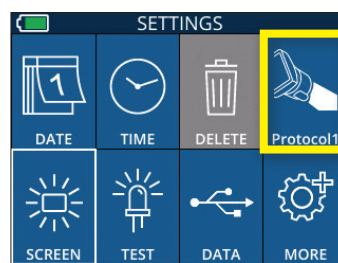 SETTINGS
1
DATE
TIME
DELETE
Protocol1
SCREEN
TEST
DATA
MORE